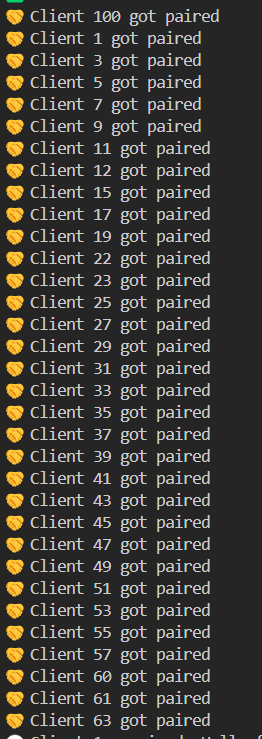 🤝 Client 100 got paired
🤝 Client 1 got paired
🤝 Client 3 got paired
🤝 Client 5 got paired
🤝 Client 7 got paired
🤝 Client 9 got paired
🤝 Client 11 got paired
🤝 Client 12 got paired
🤝 Client 15 got paired
🤝 Client 17 got paired
🤝 Client 19 got paired
🤝 Client 22 got paired
🤝 Client 23 got paired
🤝 Client 25 got paired
🤝 Client 27 got paired
🤝 Client 29 got paired
🤝 Client 31 got paired
🤝 Client 33 got paired
🤝 Client 35 got paired
🤝 Client 37 got paired
🤝 Client 39 got paired
🤝 Client 41 got paired
🤝 Client 43 got paired
🤝 Client 45 got paired
🤝 Client 47 got paired
🤝 Client 49 got paired
🤝 Client 51 got paired
🤝 Client 53 got paired
🤝 Client 55 got paired
🤝 Client 57 got paired
🤝 Client 60 got paired
🤝 Client 61 got paired
🤝 Client 63 got paired